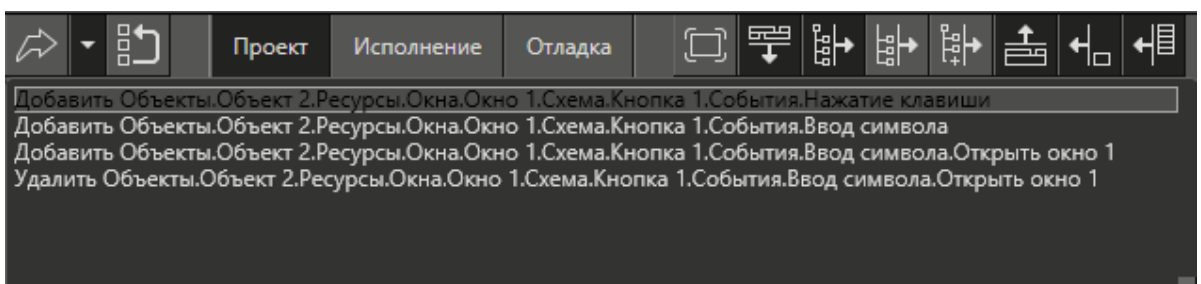 Проект Исполнение Отладка
Добавить Объекты.Объект 2.Ресурсы.Окна.Окно 1.Схема.Кнопка 1.События.Нажатие клавиши
Добавить Объекты.Объект 2.Ресурсы.Окна.Окно 1.Схема.Кнопка 1.События.Ввод символа
Добавить Объекты.Объект 2.Ресурсы.Окна.Окно 1.Схема.Кнопка 1.События.Ввод символа.Открыть окно 1
Удалить Объекты.Объект 2.Ресурсы.Окна.Окно 1.Схема.Кнопка 1.События.Ввод символа.Открыть окно 1